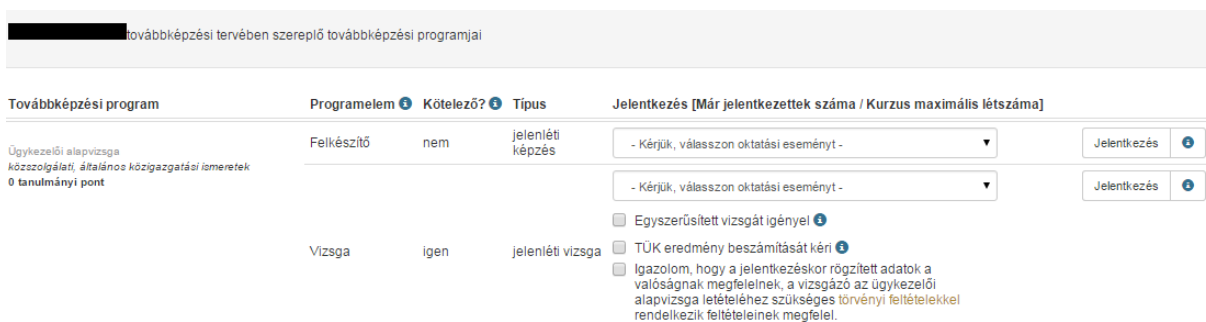 továbbképzési tervében szereplő továbbképzési programjai
Továbbképzési program Programelem Kötelező? Típus Jelentkezés [Már jelentkezettek száma / Kurzus maximális létszáma]
Ügykezelői alapvizsga
közszolgálati, általános közigazgatási ismeretek
0 tanulmányi pont
Felkészítő nem jelenléti képzés - Kérjük, válasszon oktatási eseményt - Jelentkezés
Vizsga igen jelenléti vizsga
- Kérjük, válasszon oktatási eseményt - Jelentkezés
Egyszerűsített vizsgát igényel
TÜK eredmény beszámítását kéri
Igazolom, hogy a jelentkezéskor rögzített adatok a
valóságnak megfelelnek, a vizsgázó az ügykezelői
alapvizsga letételéhez szükséges törvényi feltételekkel
rendelkezik feltételeinek megfelel.